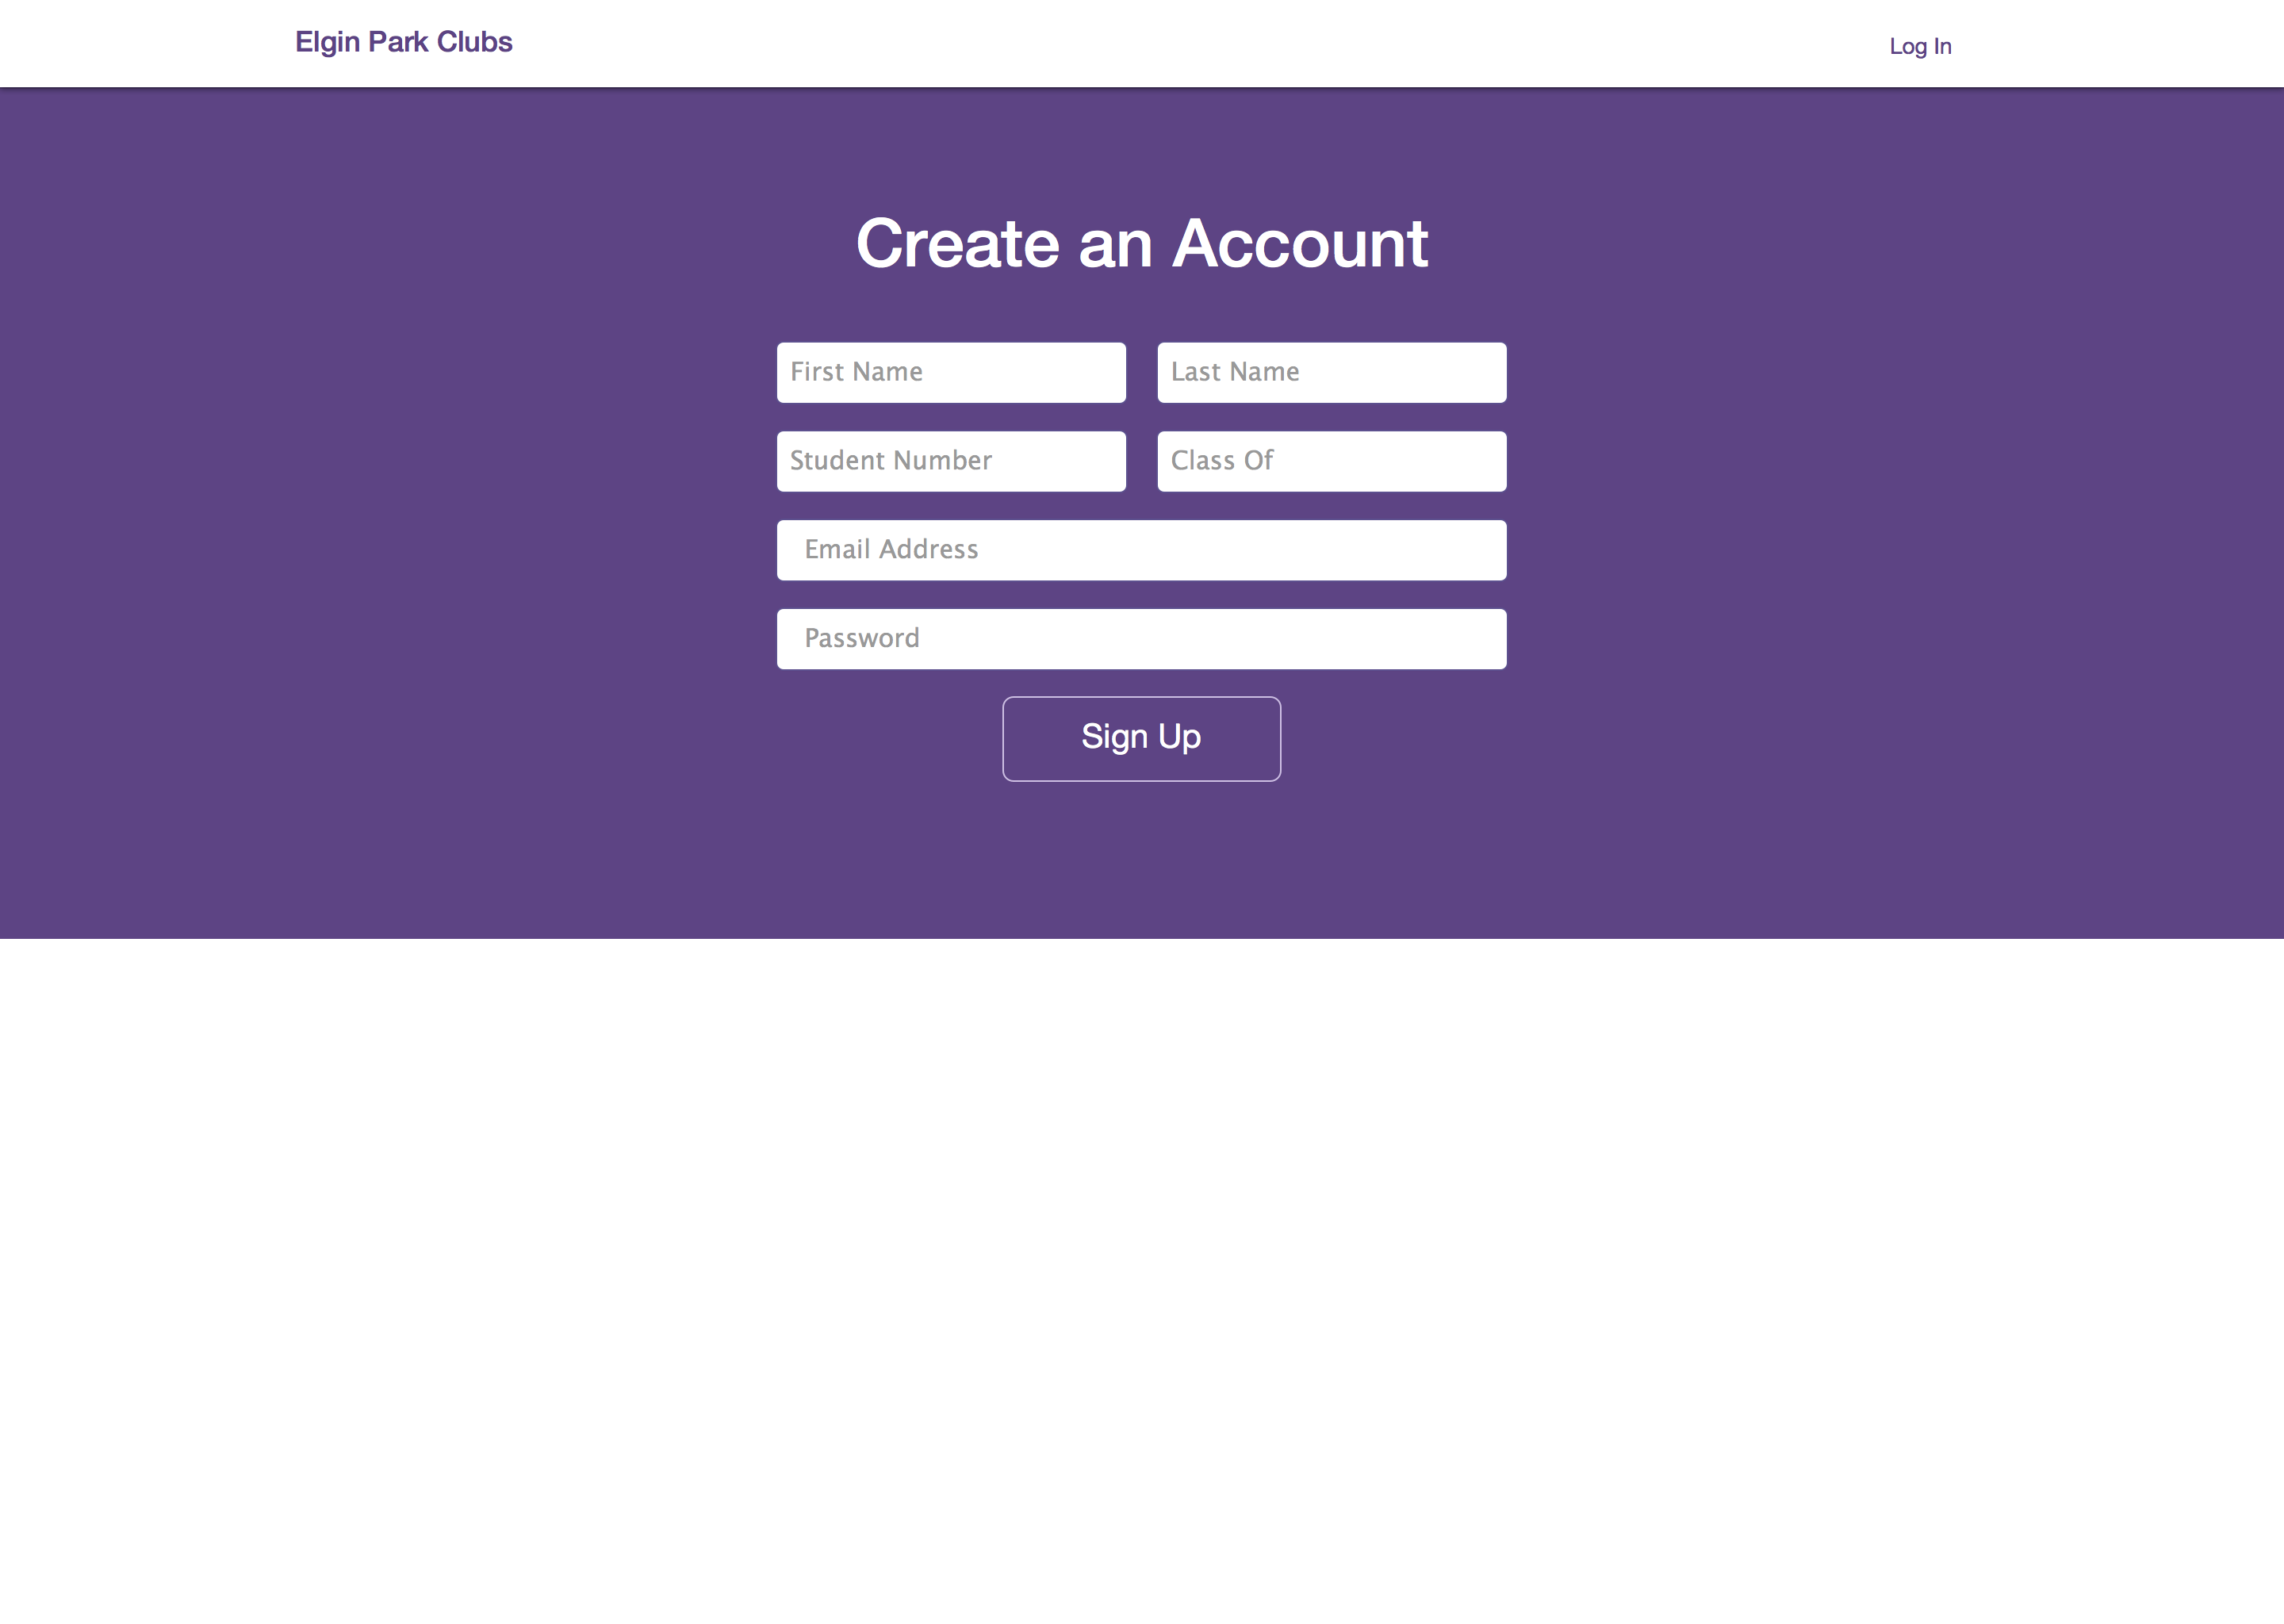 Elgin Park Clubs
Log In
Create an Account
First Name
Last Name
Student Number
Class Of
Email Address
Password
Sign Up